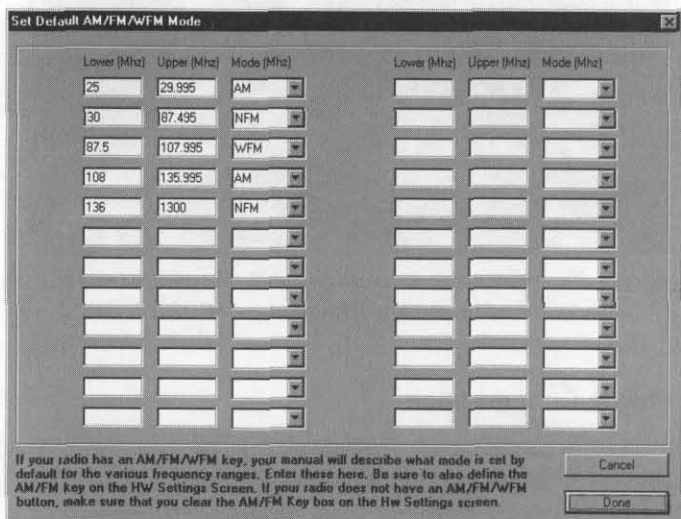 Set Default AM/FM/WFM Mode
Lower (Mhz) Upper (Mhz) Mode (Mhz) Lower (Mhz) Upper (Mhz) Mode (Mhz)
25 29.995 AM
30 87.495 NFM
87.5 107.995 WFM
108 135.995 AM
136 1300 NFM
If your radio has an AM/FM/WFM key, your manual will describe what mode is set by
default for the various frequency ranges. Enter these here. Be sure to also define the
AM/FM key on the HW Settings Screen. If your radio does not have an AM/FM/WFM
button, make sure that you clear the AM/FM Key box on the Hw Settings screen.
Cancel
Done